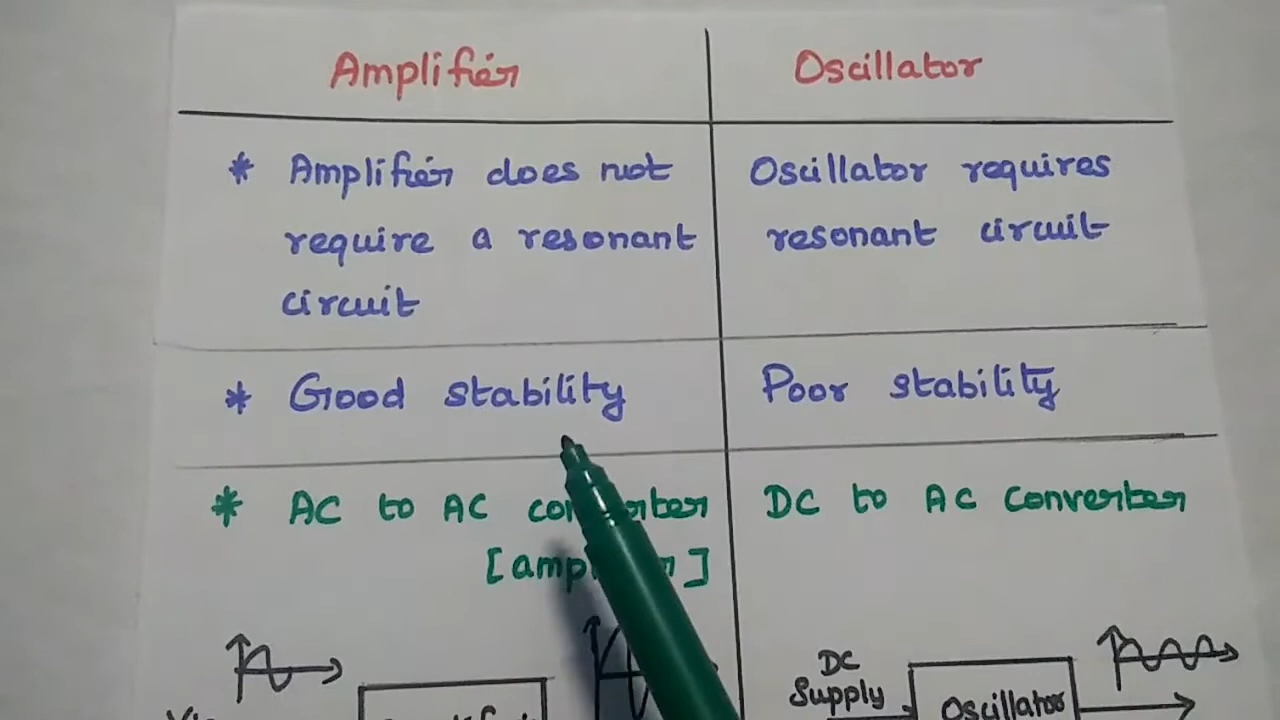 Amplifier
Oscillator
* Amplifier does not
require a resonant
circuit
Oscillator requires
resonant circuit
* Good stability
Poor stability
* AC to AC
DC to AC Converter
DC
Supply
Oscillator